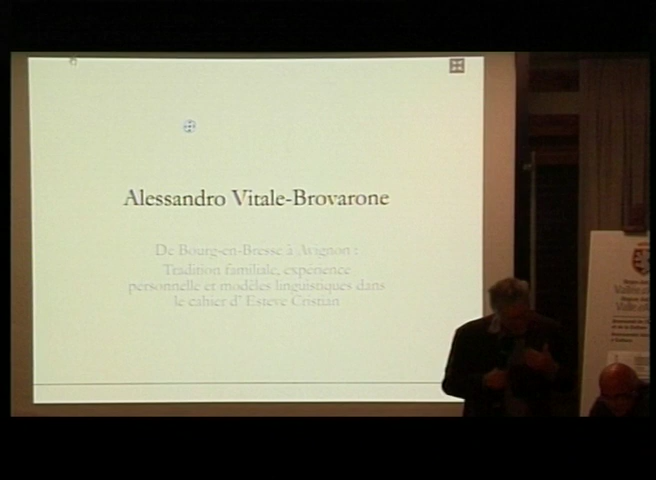 Alessandro Vitale-Brovarone
De Bourg-en-Bresse à Avignon :
Tradition familiale, expérience
personnelle et modèles linguistiques dans
le cahier d' Esteve Cristian